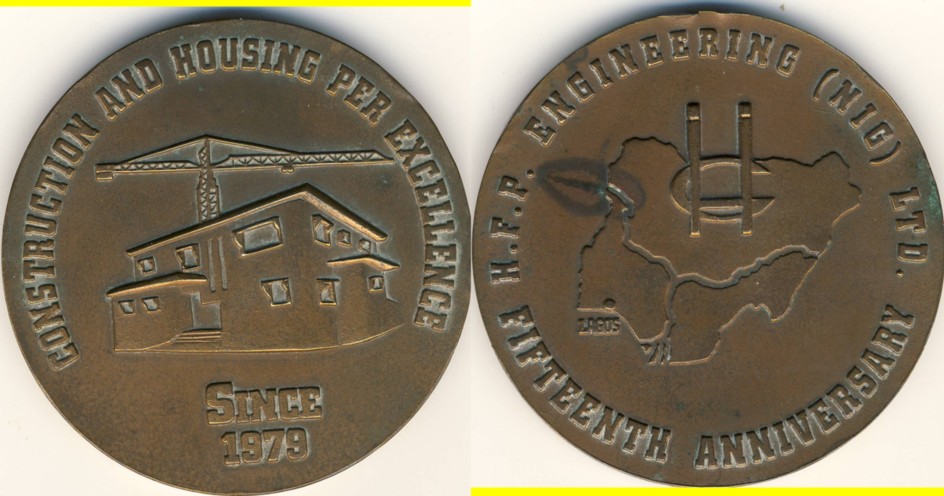 CONSTRUCTION AND HOUSING PER EXCELLENCE
SINCE
1979
H.F.P. ENGINEERING (NIG) LTD.
LAGOS
FIFTEENTH ANNIVERSARY